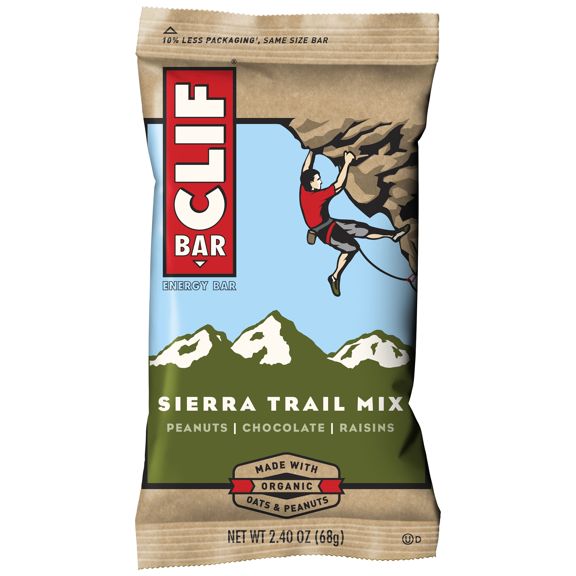 10% LESS PACKAGING¹, SAME SIZE BAR
CLIF®
BAR
ENERGY BAR
SIERRA TRAIL MIX
PEANUTS | CHOCOLATE | RAISINS
MADE WITH
ORGANIC
OATS & PEANUTS
NET WT 2.40 OZ (68g)
U D